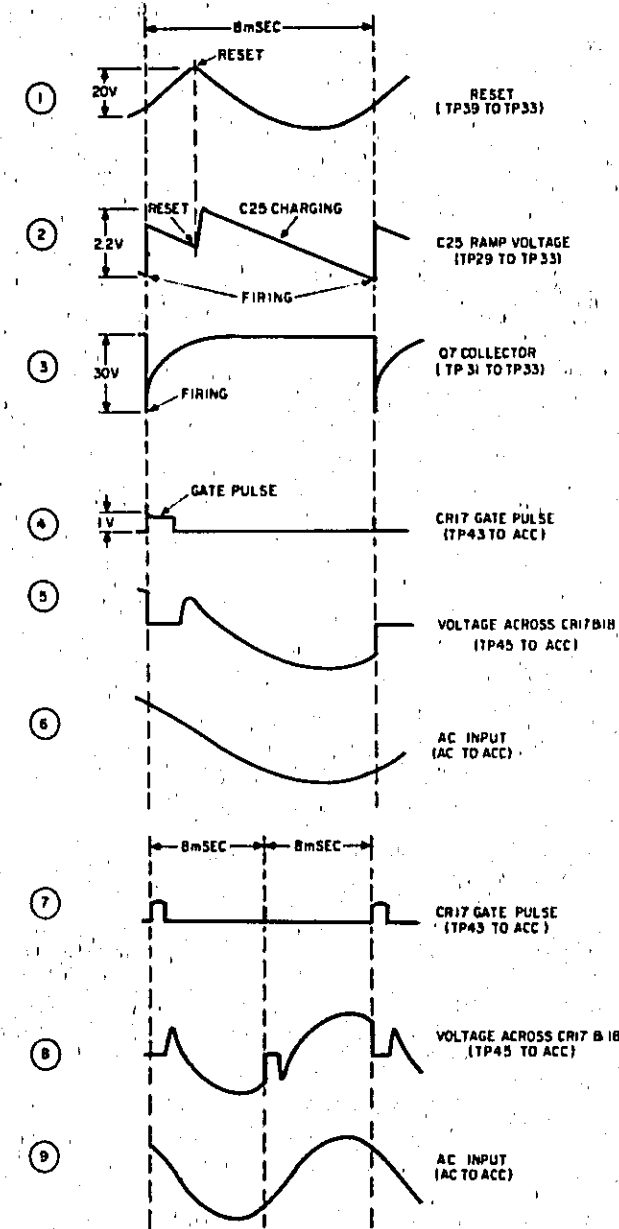 8mSEC
RESET
1
20V
RESET
(TP39 TO TP33)
RESET
C25 CHARGING
2
2.2V
C25 RAMP VOLTAGE
(TP29 TO TP33)
FIRING
3
30V
Q7 COLLECTOR
(TP31 TO TP33)
FIRING
GATE PULSE
4
1V
CR17 GATE PULSE
(TP43 TO ACC)
5
VOLTAGE ACROSS CR17&18
(TP45 TO ACC)
6
AC INPUT
(AC TO ACC)
8mSEC
8mSEC
7
CR17 GATE PULSE
(TP43 TO ACC)
8
VOLTAGE ACROSS CR17 & 18
(TP45 TO ACC)
9
AC INPUT
(AC TO ACC)